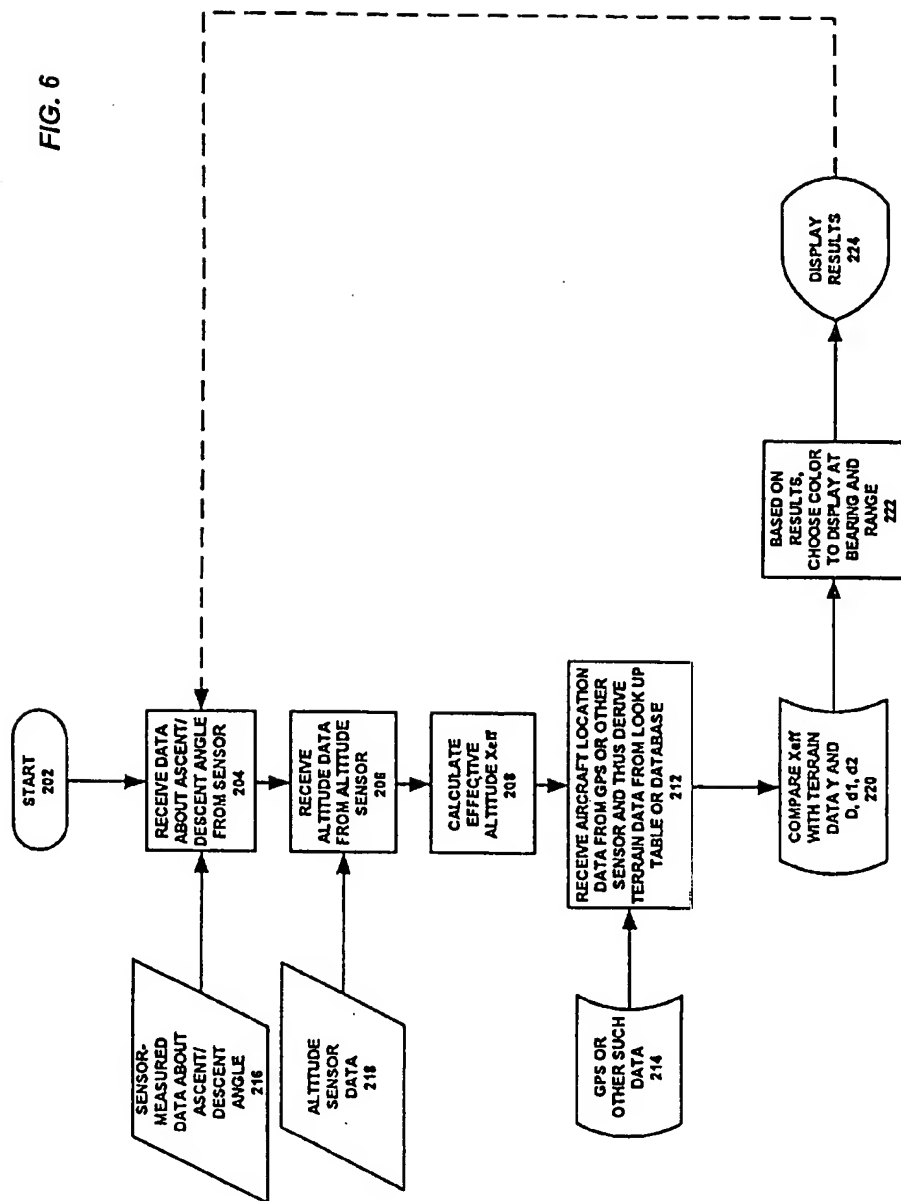 FIG. 6
START
202
RECEIVE DATA
ABOUT ASCENT/
DESCENT ANGLE
FROM SENSOR
204
SENSOR-
MEASURED
DATA ABOUT
ASCENT/
DESCENT
ANGLE
216
RECEIVE
ALTITUDE DATA
FROM ALTITUDE
SENSOR
206
ALTITUDE
SENSOR
DATA
218
CALCULATE
EFFECTIVE
ALTITUDE Xeff
208
RECEIVE AIRCRAFT LOCATION
DATA FROM GPS OR OTHER
SENSOR AND THUS DERIVE
TERRAIN DATA FROM LOOK UP
TABLE OR DATABASE
212
GPS OR
OTHER SUCH
DATA
214
COMPARE Xeff
WITH TERRAIN
DATA Y AND
D, d1, d2
220
BASED ON
RESULTS,
CHOOSE COLOR
TO DISPLAY AT
BEARING AND
RANGE
222
DISPLAY
RESULTS
224